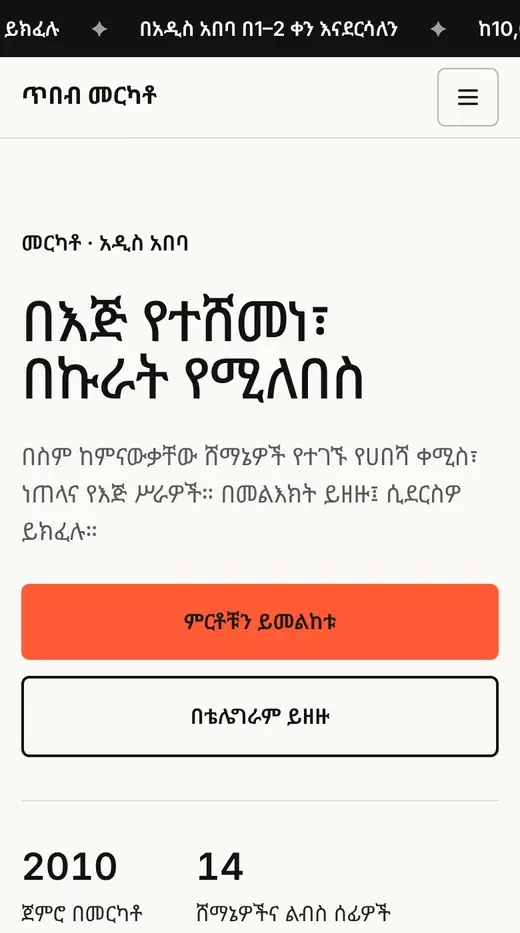 ይክፈሉ ✦ በአዲስ አበባ በ1–2 ቀን እናደርሳለን ✦ ከ10,
ጥበብ መርካቶ
መርካቶ · አዲስ አበባ
በእጅ የተሸመነ፣
በኩራት የሚለበስ
በስም ከምናውቃቸው ሸማኔዎች የተገኙ የሀበሻ ቀሚስ፣
ነጠላና የእጅ ሥራዎች። በመልእክት ይዘዙ፤ ሲደርስዎ
ይክፈሉ።
ምርቶቹን ይመልከቱ
በቴሌግራም ይዘዙ
2010 14
ጀምሮ በመርካቶ ሸማኔዎችና ልብስ ሰፊዎች